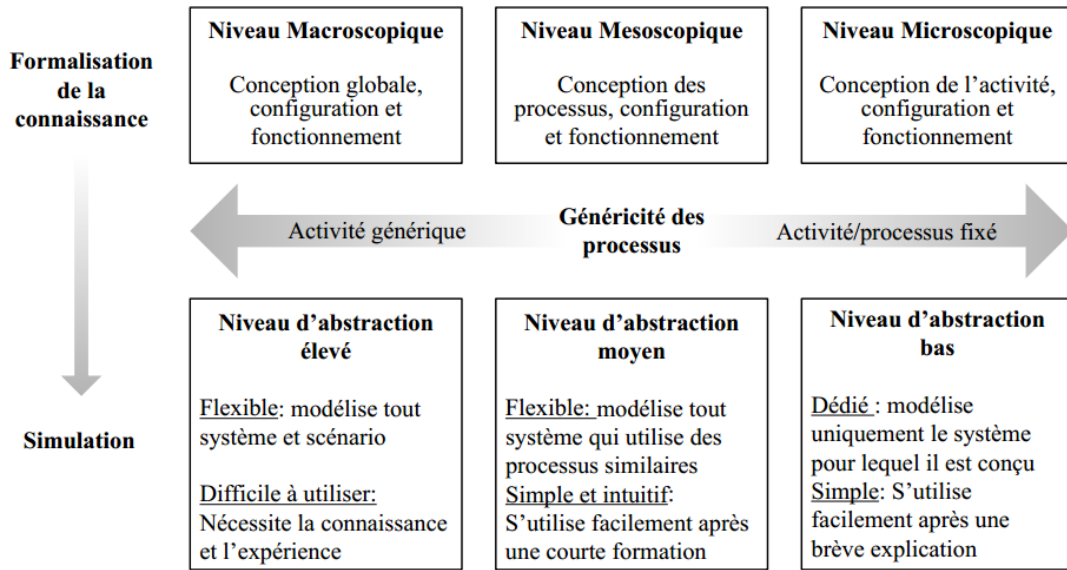 Formalisation
de la
connaissance
Niveau Macroscopique
Conception globale,
configuration et
fonctionnement
Niveau Mesoscopique
Conception des
processus, configuration
et fonctionnement
Niveau Microscopique
Conception de l’activité,
configuration et
fonctionnement
Activité générique
Généricité des
processus
Activité/processus fixé
Simulation
Niveau d’abstraction
élevé
Flexible: modélise tout
système et scénario
Difficile à utiliser:
Nécessite la connaissance
et l’expérience
Niveau d’abstraction
moyen
Flexible: modélise tout
système qui utilise des
processus similaires
Simple et intuitif:
S’utilise facilement après
une courte formation
Niveau d’abstraction
bas
Dédié : modélise
uniquement le système
pour lequel il est conçu
Simple: S’utilise
facilement après une
brève explication